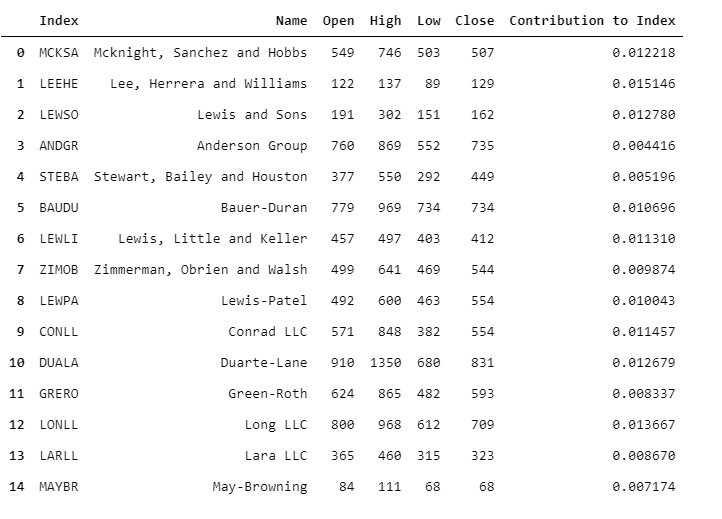 Index Name Open High Low Close Contribution to Index
0 MCKSA Mcknight, Sanchez and Hobbs 549 746 503 507 0.012218
1 LEEHE Lee, Herrera and Williams 122 137 89 129 0.015146
2 LEWSO Lewis and Sons 191 302 151 162 0.012780
3 ANDGR Anderson Group 760 869 552 735 0.004416
4 STEBA Stewart, Bailey and Houston 377 550 292 449 0.005196
5 BAUDU Bauer-Duran 779 969 734 734 0.010696
6 LEWLI Lewis, Little and Keller 457 497 403 412 0.011310
7 ZIMOB Zimmerman, Obrien and Walsh 499 641 469 544 0.009874
8 LEWPA Lewis-Patel 492 600 463 554 0.010043
9 CONLL Conrad LLC 571 848 382 554 0.011457
10 DUALA Duarte-Lane 910 1350 680 831 0.012679
11 GRERO Green-Roth 624 865 482 593 0.008337
12 LONLL Long LLC 800 968 612 709 0.013667
13 LARLL Lara LLC 365 460 315 323 0.008670
14 MAYBR May-Browning 84 111 68 68 0.007174